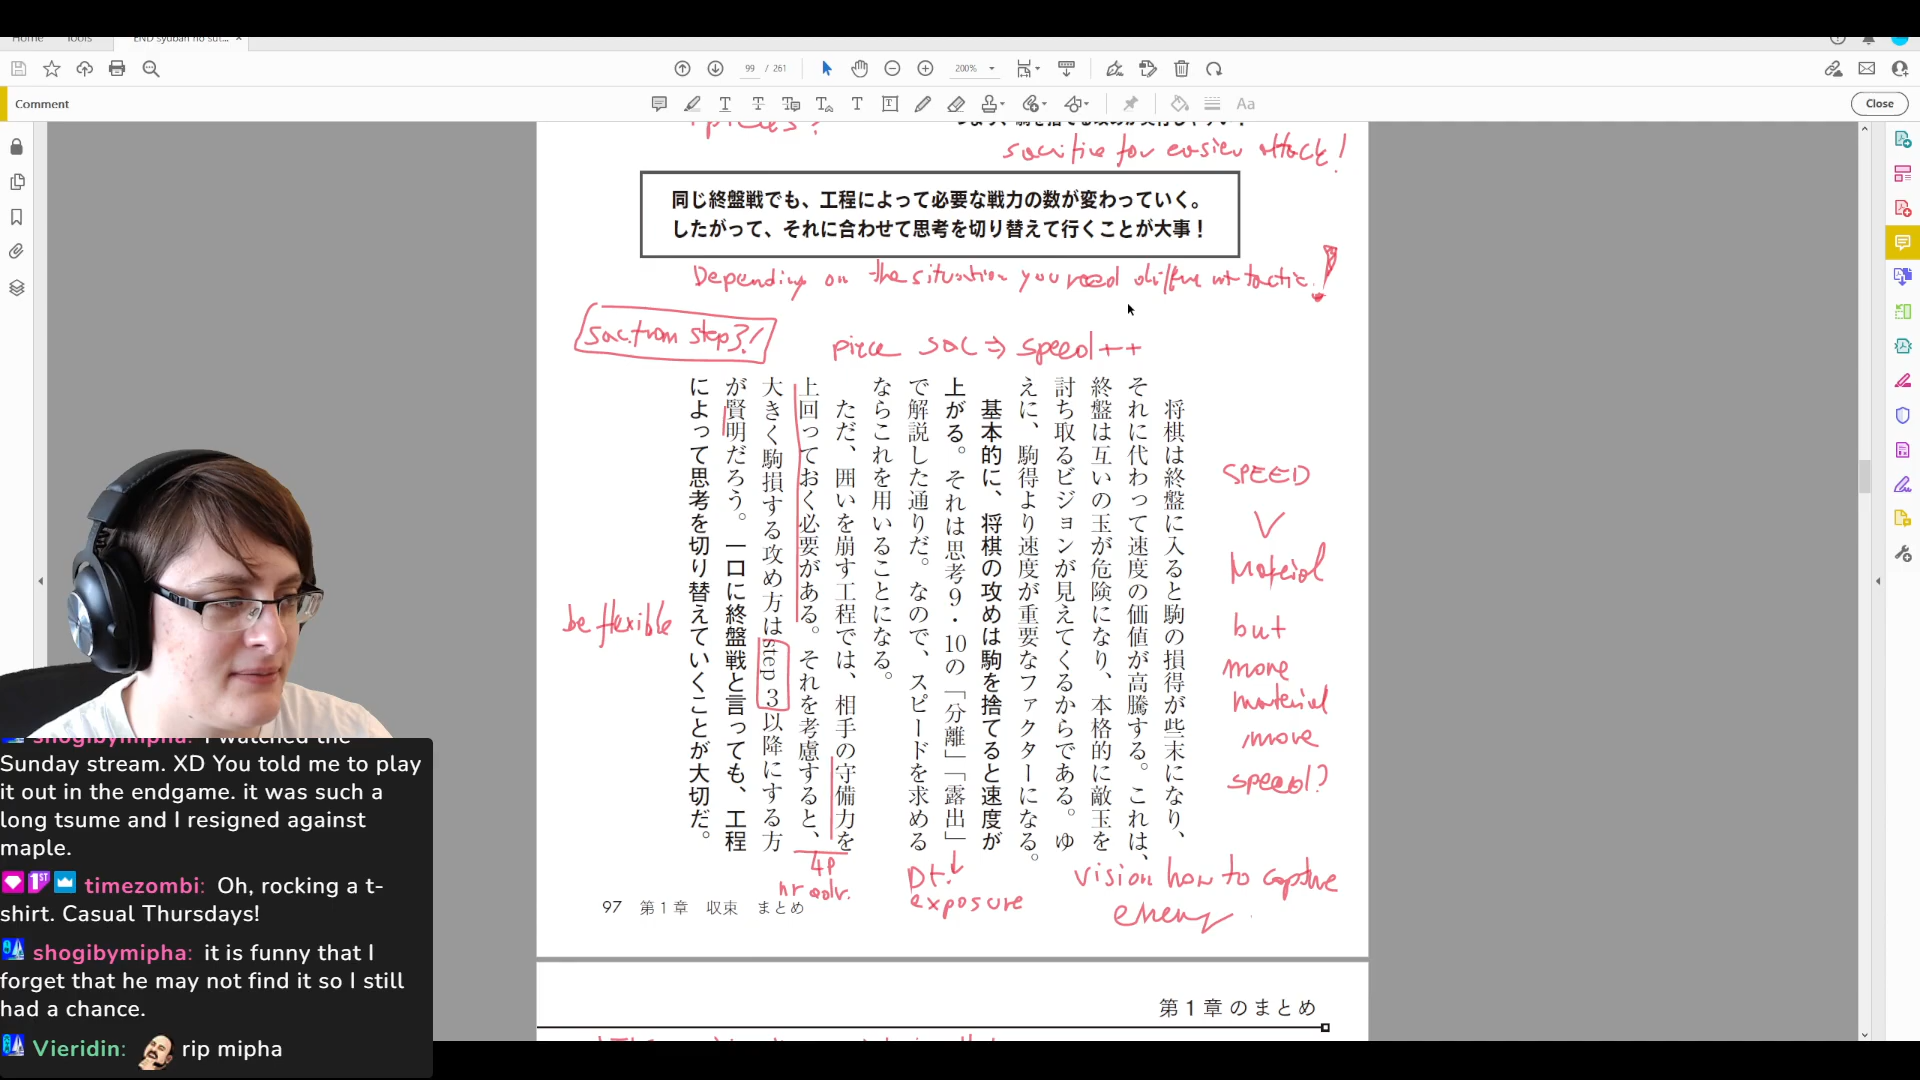 Home
Tools
END syuban no sut...
99 / 261
200%
Comment
Close
sacrifice for easier attack!
同じ終盤戦でも、工程によって必要な戦力の数が変わっていく。
したがって、それに合わせて思考を切り替えて行くことが大事！
Depending on the situation you need different tactic!
sac. from step 3!
piece sac ⇒ speed++
将棋は終盤に入ると駒の損得が些末になり、
それに代わって速度の価値が高騰する。これは、
終盤は互いの玉が危険になり、本格的に敵玉を
討ち取るビジョンが見えてくるからである。ゆ
えに、駒得より速度が重要なファクターになる。
基本的に、将棋の攻めは駒を捨てると速度が
上がる。それは思考9・10の「分離」「露出」
で解説した通りだ。なので、スピードを求める
ならこれを用いることになる。
ただ、囲いを崩す工程では、相手の守備力を
上回っておく必要がある。それを考慮すると、
大きく駒損する攻め方はstep 3以降にする方
が賢明だろう。一口に終盤戦と言っても、工程
によって思考を切り替えていくことが大切だ。
SPEED
V
Material
but
more
material
more
speed?
be flexible
4p
nr adv.
Dt.
exposure
vision how to capture
enemy
97 第1章 収束 まとめ
第1章のまとめ
shogibymipha: I watched the
Sunday stream. XD You told me to play
it out in the endgame. it was such a
long tsume and I resigned against
maple.
1ST
timezombi: Oh, rocking a t-
shirt. Casual Thursdays!
shogibymipha: it is funny that I
forget that he may not find it so I still
had a chance.
Vieridin: rip mipha